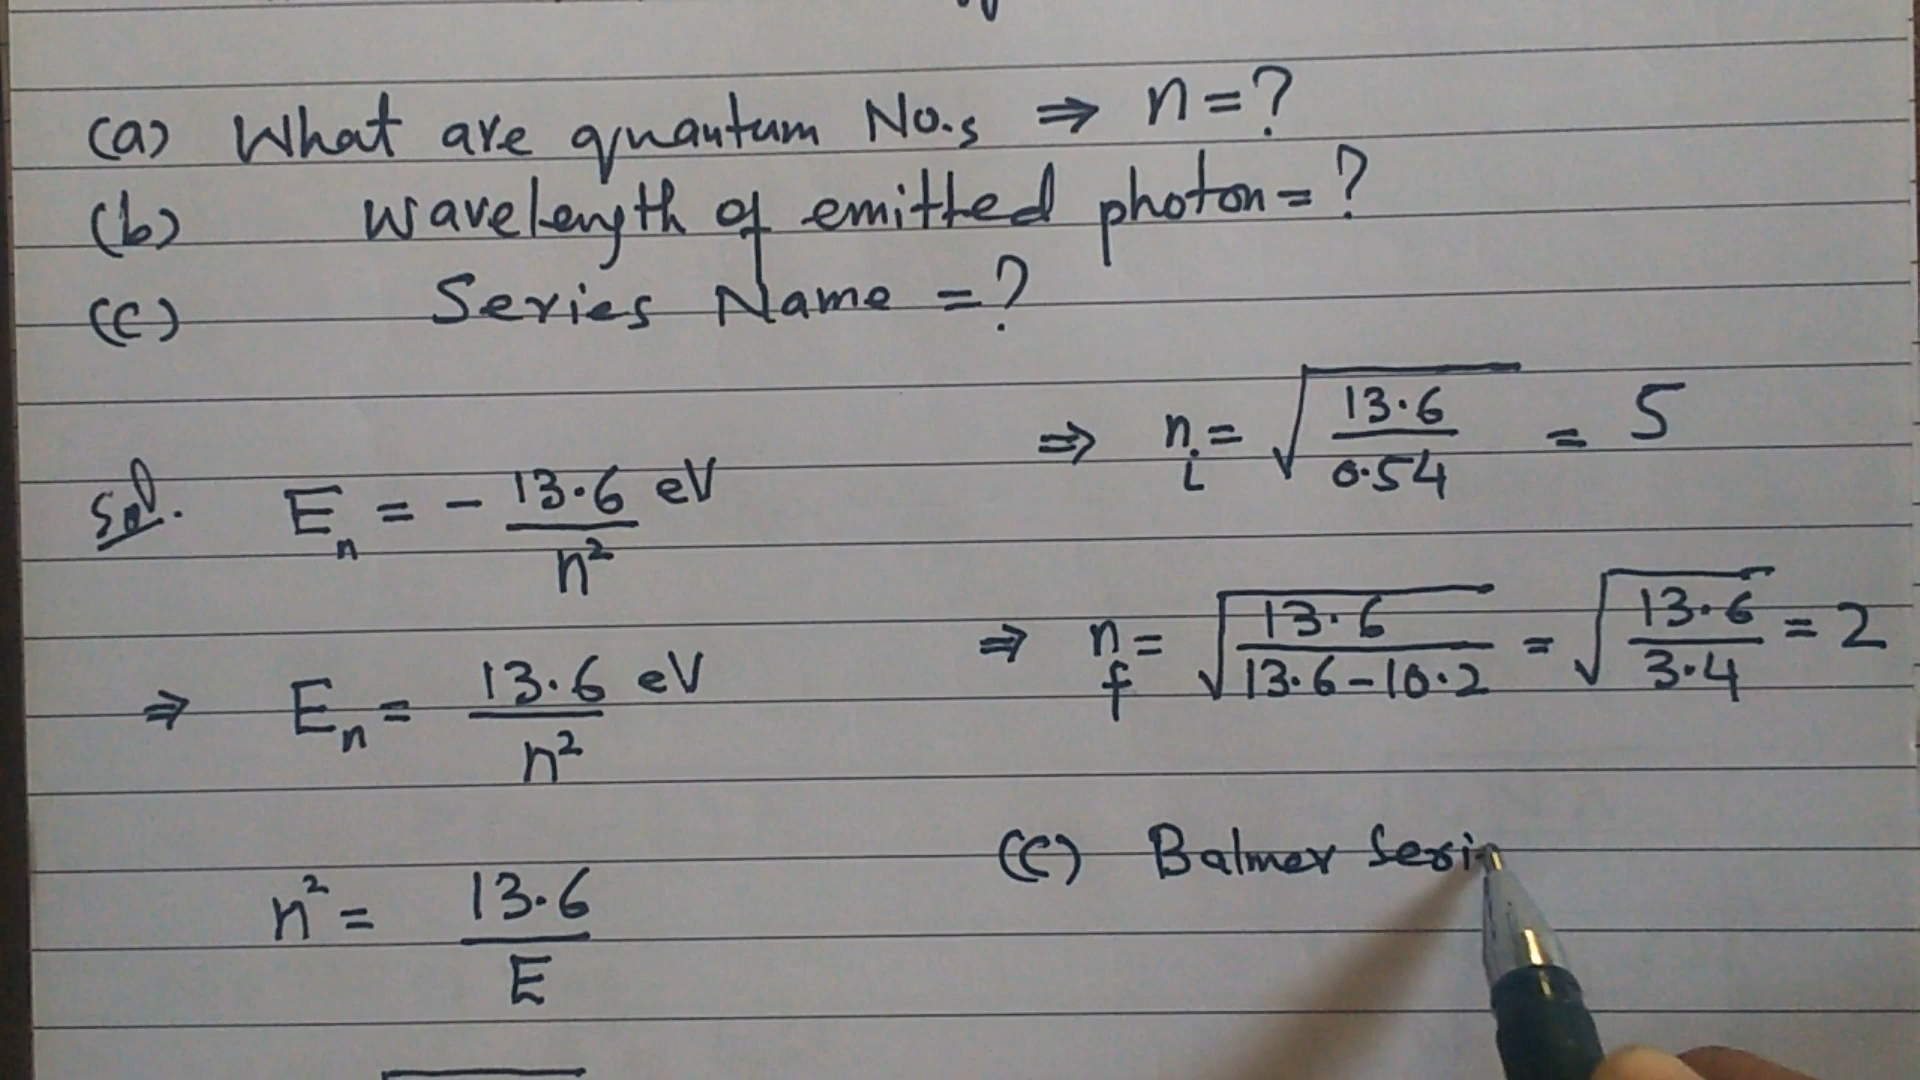 (a) What are quantum No.s ⇒ n = ?
(b) wavelength of emitted photon = ?
(c) Series Name = ?
Sol. Eₙ = - 13.6 eV / n²
⇒ Eₙ = 13.6 eV / n²
n² = 13.6 / E
⇒ nᵢ = √(13.6 / 0.54) = 5
⇒ n_f = √(13.6 / 13.6-10.2) = √(13.6 / 3.4) = 2
(c) Balmer Seri